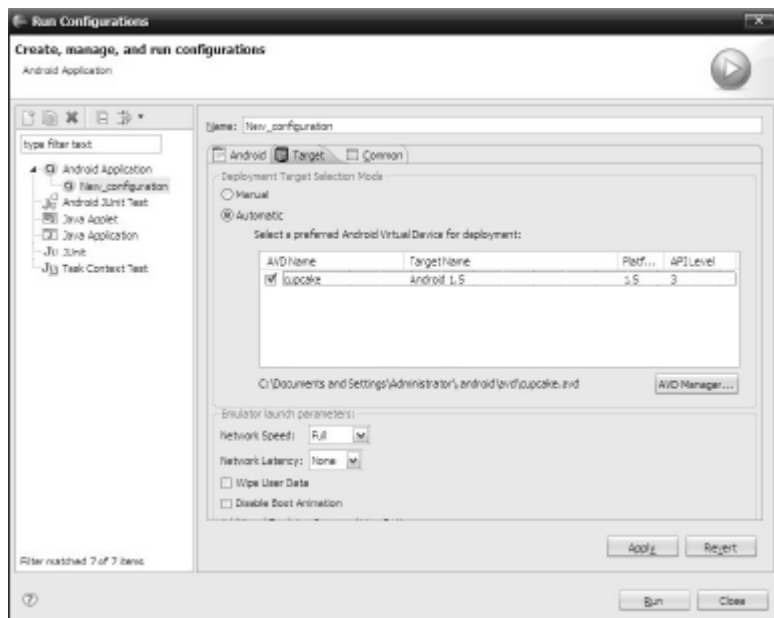 Run Configurations
Create, manage, and run configurations
Android Application
type filter text
Android Application
New_configuration
Android JUnit Test
Java Applet
Java Application
JUnit
Task Context Test
Filter matched 7 of 7 items
Name: New_configuration
Android Target Common
Deployment Target Selection Mode
Manual
Automatic
Select a preferred Android Virtual Device for deployment:
AVD Name Target Name Platf... API Level
cupcake Android 1.5 1.5 3
C:\Documents and Settings\Administrator\.android\avd\cupcake.avd
AVD Manager...
Emulator launch parameters:
Network Speed: Full
Network Latency: None
Wipe User Data
Disable Boot Animation
Apply Revert
Run Close